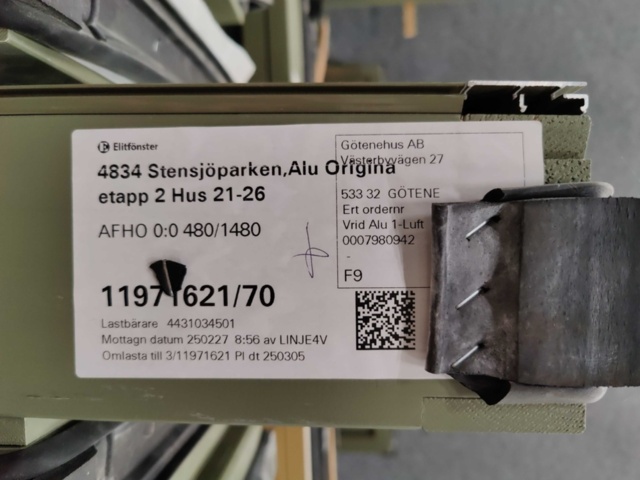 Elitfönster
4834 Stensjöparken,Alu Origina
etapp 2 Hus 21-26
AFHO 0:0 480/1480
11971621/70
Lastbärare 4431034501
Mottagn datum 250227 8:56 av LINJE4V
Omlasta till 3/11971621 Pl dt 250305
Götenehus AB
Västerbyvägen 27
533 32 GÖTENE
Ert ordernr
Vrid Alu 1-Luft
0007980942
-
F9